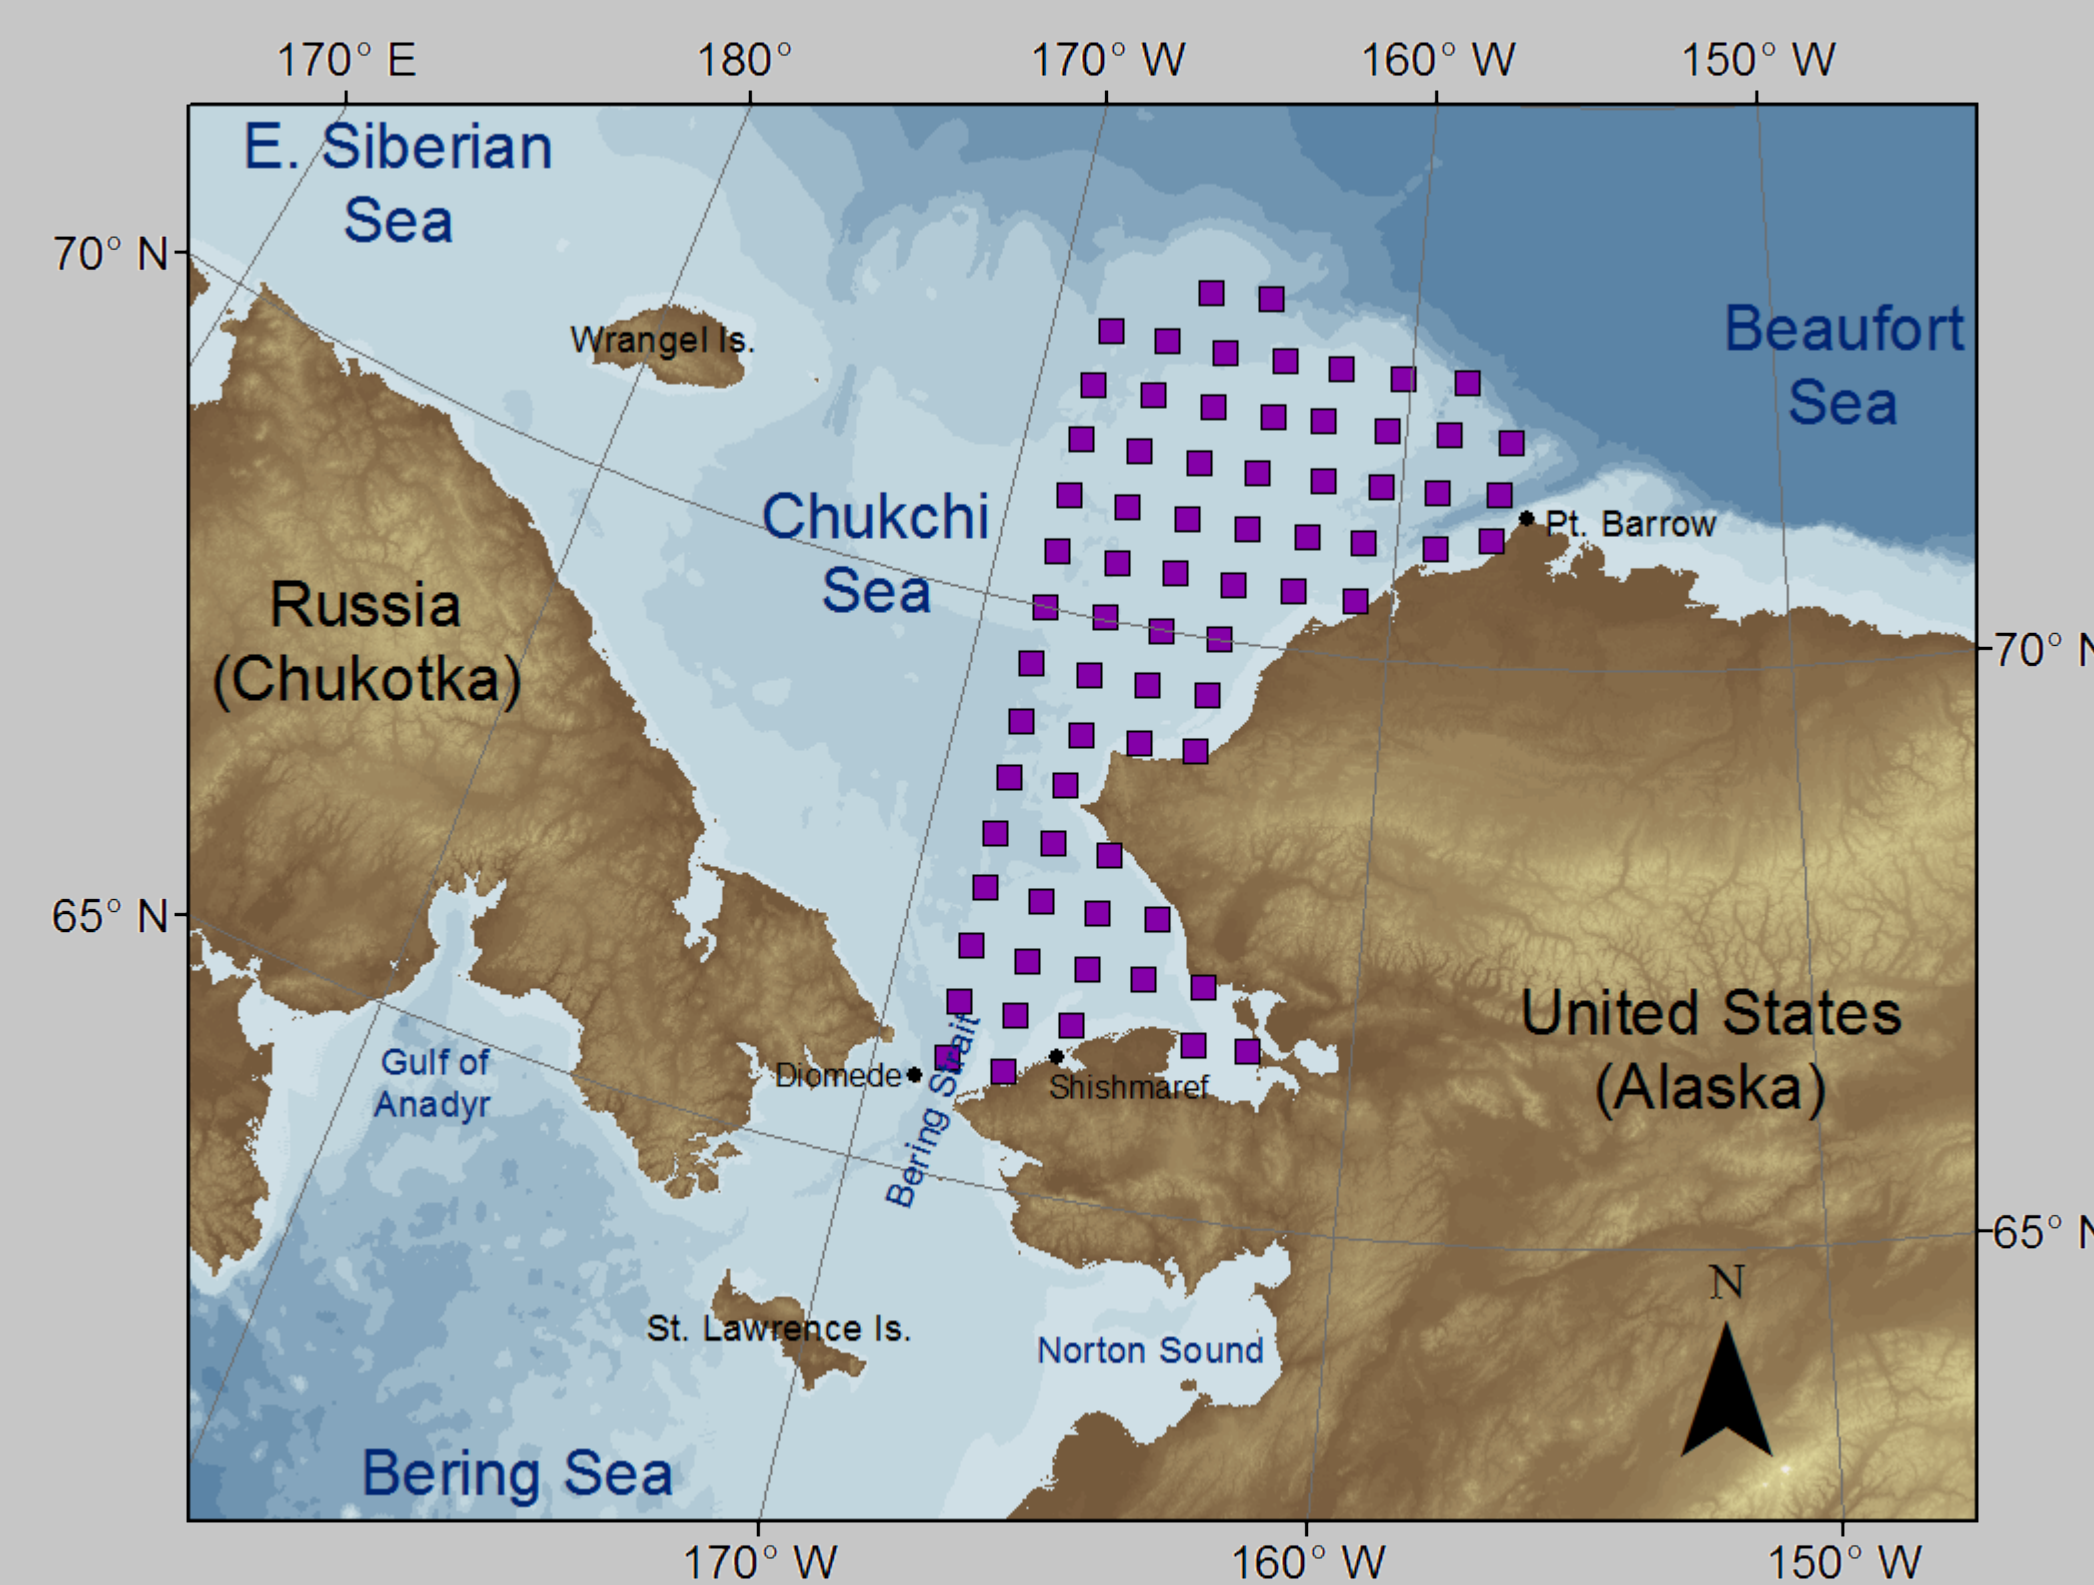 170° E
180°
170° W
160° W
150° W
E. Siberian
Sea
70° N
Wrangel Is.
Beaufort
Sea
Chukchi
Sea
Pt. Barrow
Russia
(Chukotka)
70° N
65° N
United States
(Alaska)
Gulf of
Anadyr
Diomede
Bering Strait
Shishmaref
65° N
N
St. Lawrence Is.
Norton Sound
Bering Sea
170° W
160° W
150° W